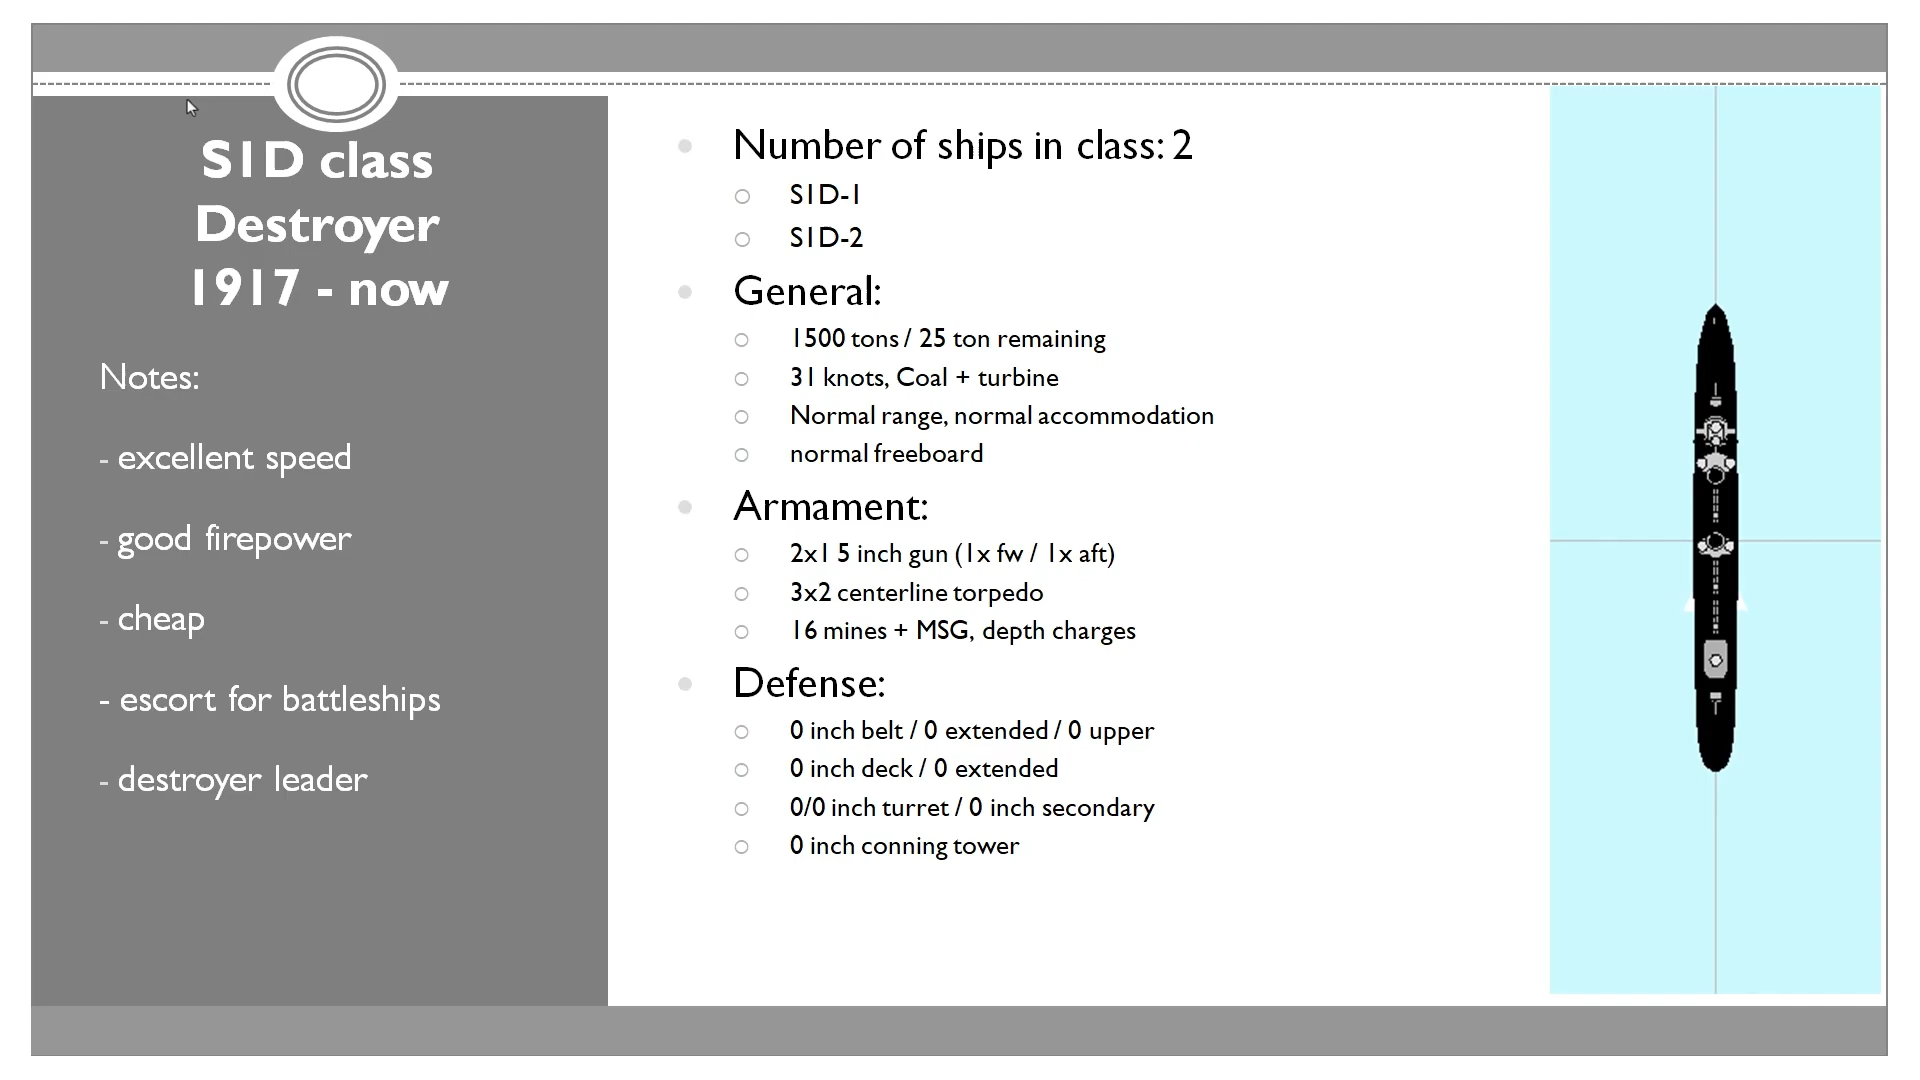 S1D class
Destroyer
1917 - now
Notes:
- excellent speed
- good firepower
- cheap
- escort for battleships
- destroyer leader
Number of ships in class: 2
S1D-1
S1D-2
General:
1500 tons / 25 ton remaining
31 knots, Coal + turbine
Normal range, normal accommodation
normal freeboard
Armament:
2x1 5 inch gun (1x fw / 1x aft)
3x2 centerline torpedo
16 mines + MSG, depth charges
Defense:
0 inch belt / 0 extended / 0 upper
0 inch deck / 0 extended
0/0 inch turret / 0 inch secondary
0 inch conning tower